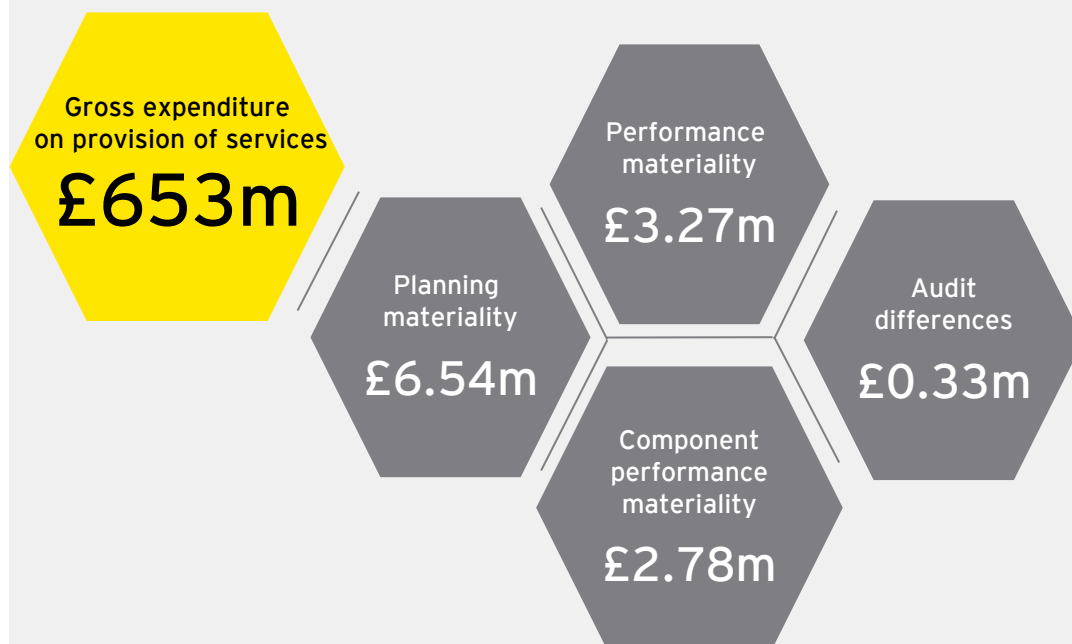 Gross expenditure
on provision of services
£653m
Planning
materiality
£6.54m
Performance
materiality
£3.27m
Component
performance
materiality
£2.78m
Audit
differences
£0.33m